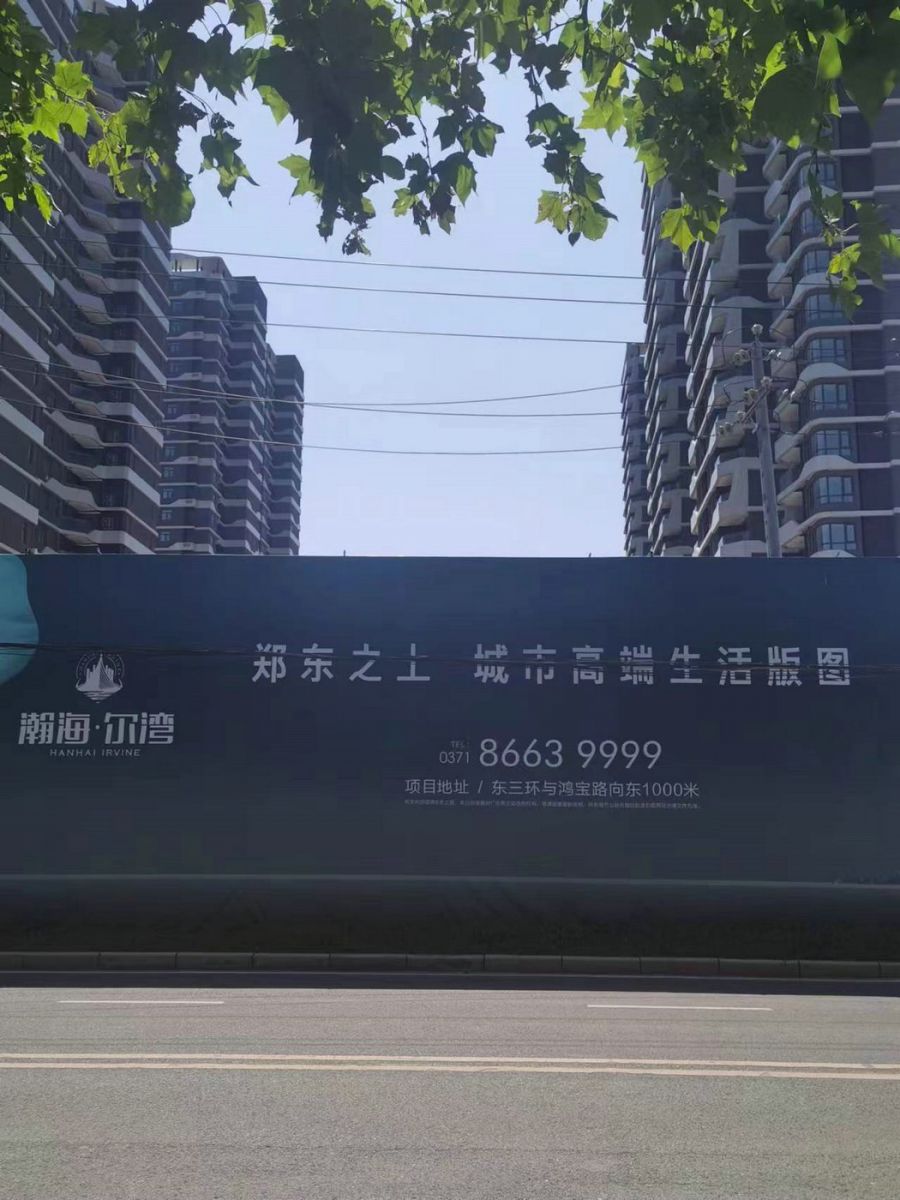 郑东之上 城市高端生活版图
瀚海·尔湾
HANHAI IRVINE
TEL:
0371 8663 9999
项目地址 / 东三环与鸿宝路向东1000米